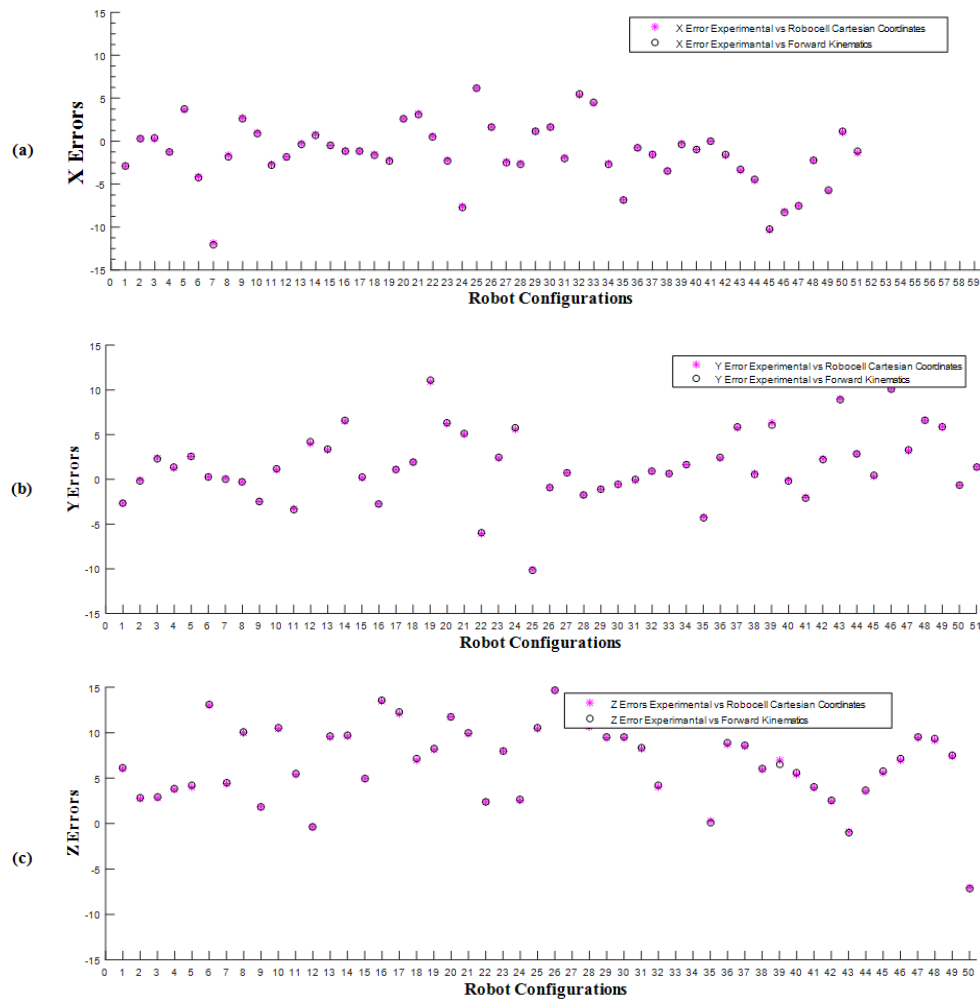 15
X Error Experimental vs Robocell Cartesian Coordinates
X Error Experimantal vs Forward Kinematics
10
5
(a)
X Errors
0
-5
-10
-15
0 1 2 3 4 5 6 7 8 9 10 11 12 13 14 15 16 17 18 19 20 21 22 23 24 25 26 27 28 29 30 31 32 33 34 35 36 37 38 39 40 41 42 43 44 45 46 47 48 49 50 51 52 53 54 55 56 57 58 59
Robot Configurations
15
Y Error Experimental vs Robocell Cartesian Coordinates
Y Error Experimental vs Forward Kinematics
10
5
(b)
Y Errors
0
-5
-10
-15
0 1 2 3 4 5 6 7 8 9 10 11 12 13 14 15 16 17 18 19 20 21 22 23 24 25 26 27 28 29 30 31 32 33 34 35 36 37 38 39 40 41 42 43 44 45 46 47 48 49 50 51
Robot Configurations
15
Z Errors Experimental vs Robocell Cartesian Coordinates
Z Error Experimantal vs Forward Kinematics
10
5
(c)
Z Errors
0
-5
-10
-15
0 1 2 3 4 5 6 7 8 9 10 11 12 13 14 15 16 17 18 19 20 21 22 23 24 25 26 27 28 29 30 31 32 33 34 35 36 37 38 39 40 41 42 43 44 45 46 47 48 49 50
Robot Configurations